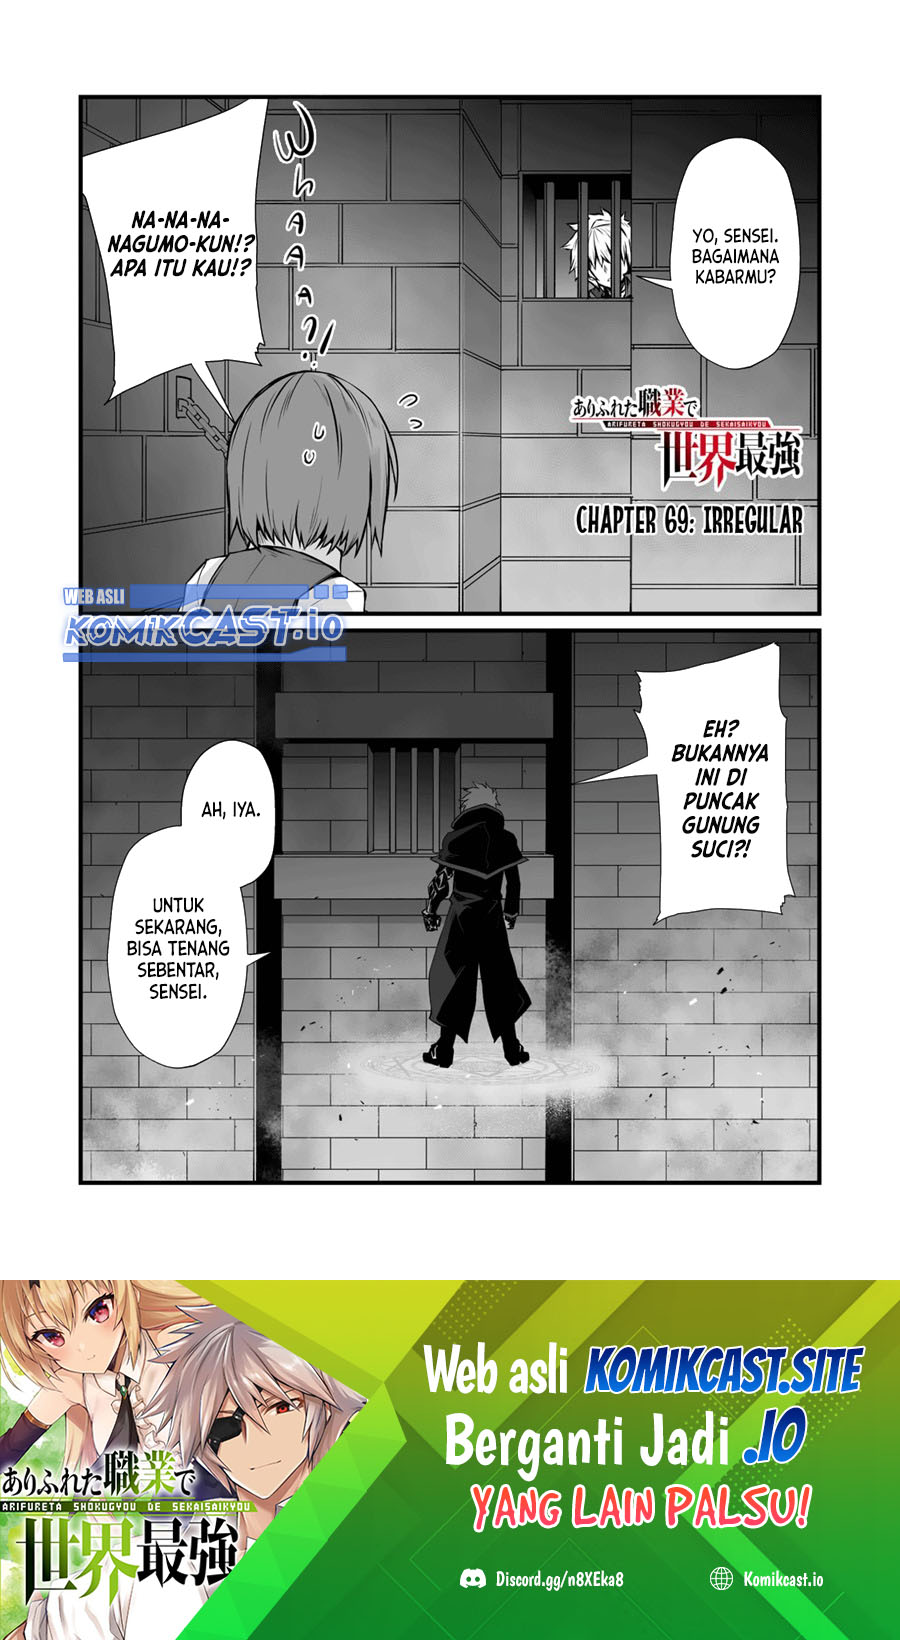 YO, SENSEI.
BAGAIMANA
KABARMU?
WHAAAA?!
NA-NA-NA-
NAGUMO-KUN!?
APA ITU KAU!?
ありふれた職業で
ARIFURETA SHOKUGYOU DE SEKAISAIKYOU
世界最強
CHAPTER 69: IRREGULAR
WEB ASLI
KOMIKCAST.iO
EH?
BUKANNYA
INI DI
PUNCAK
GUNUNG
SUCI?!
AH, IYA.
UNTUK
SEKARANG,
BISA TENANG
SEBENTAR,
SENSEI.
Web asli KOMIKCAST.SITE
Berganti Jadi .IO
YANG LAIN PALSU!
ありふれた職業で
ARIFURETA SHOKUGYOU DE SEKAISAIKYOU
世界最強
Discord.gg/n8XEka8
Komikcast.io